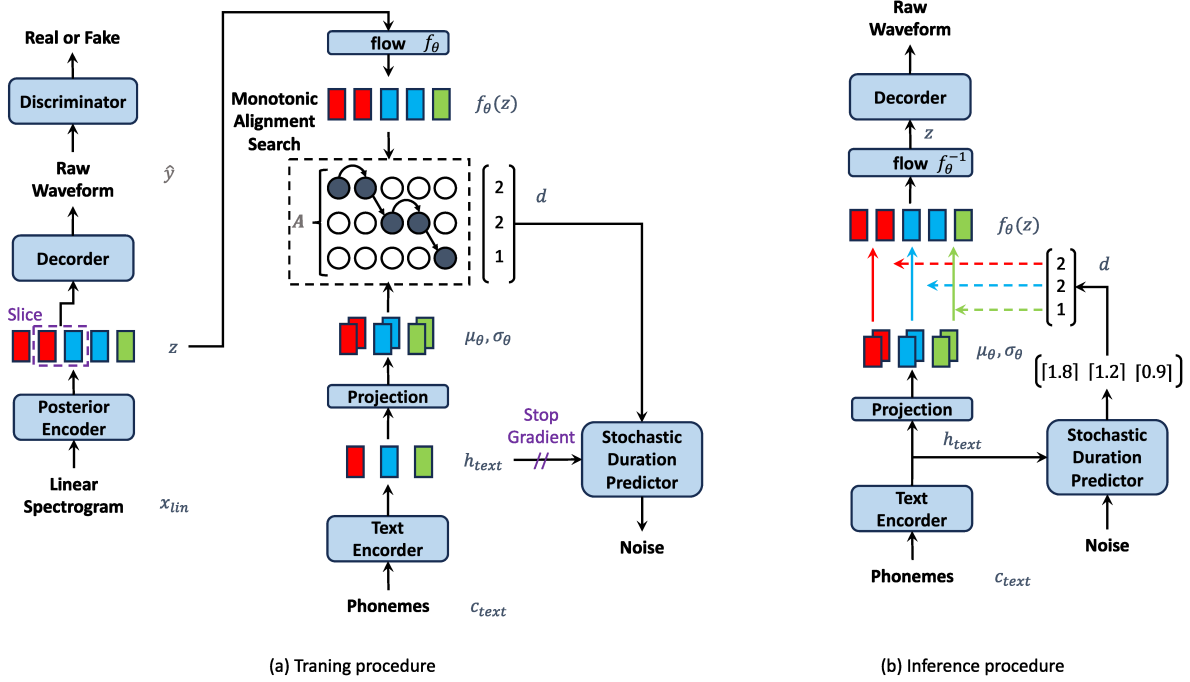 Real or Fake
Discriminator
Raw
Waveform
ŷ
Decorder
Slice
z
Posterior
Encoder
Linear
Spectrogram
x_lin
flow f_θ
f_θ(z)
Monotonic
Alignment
Search
A
2
2
1
d
μ_θ, σ_θ
Projection
h_text
Stop
Gradient
//
Stochastic
Duration
Predictor
Noise
Text
Encorder
Phonemes
c_text
(a) Traning procedure
Raw
Waveform
Decorder
z
flow f_θ^{-1}
f_θ(z)
2
2
1
d
μ_θ, σ_θ
(⌈1.8⌉ ⌈1.2⌉ ⌈0.9⌉)
Projection
h_text
Stochastic
Duration
Predictor
Text
Encorder
Noise
Phonemes
c_text
(b) Inference procedure